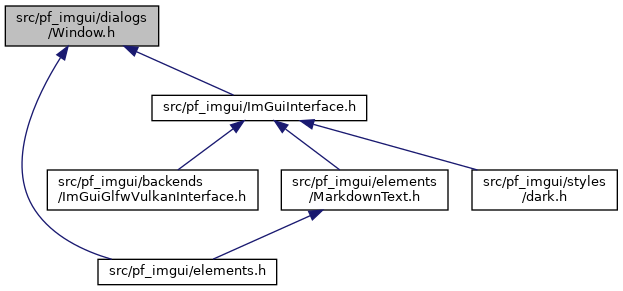 src/pf_imgui/dialogs
/Window.h
src/pf_imgui/ImGuiInterface.h
src/pf_imgui/backends
/ImGuiGlfwVulkanInterface.h
src/pf_imgui/elements
/MarkdownText.h
src/pf_imgui/styles
/dark.h
src/pf_imgui/elements.h